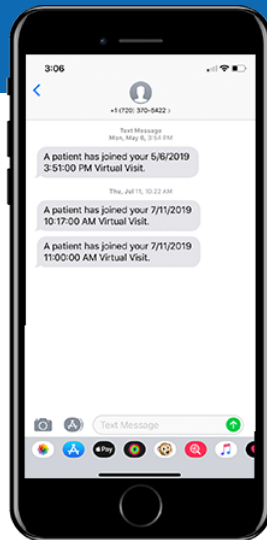 3:06
+1 (720) 370-5422 >
Text Message
Mon, May 6, 3:54 PM
A patient has joined your 5/6/2019
3:51:00 PM Virtual Visit.
Thu, Jul 11, 10:22 AM
A patient has joined your 7/11/2019
10:17:00 AM Virtual Visit.
A patient has joined your 7/11/2019
11:00:00 AM Virtual Visit.
Text Message
Pay